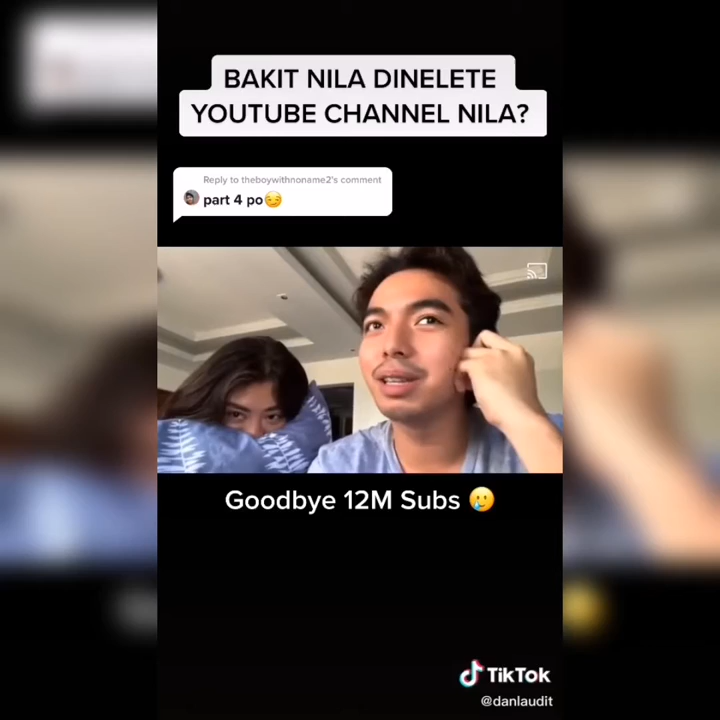 BAKIT NILA DINELETE
YOUTUBE CHANNEL NILA?
Reply to theboywithnoname2's comment
part 4 po😏
Goodbye 12M Subs 🥲
TikTok
@danlaudit